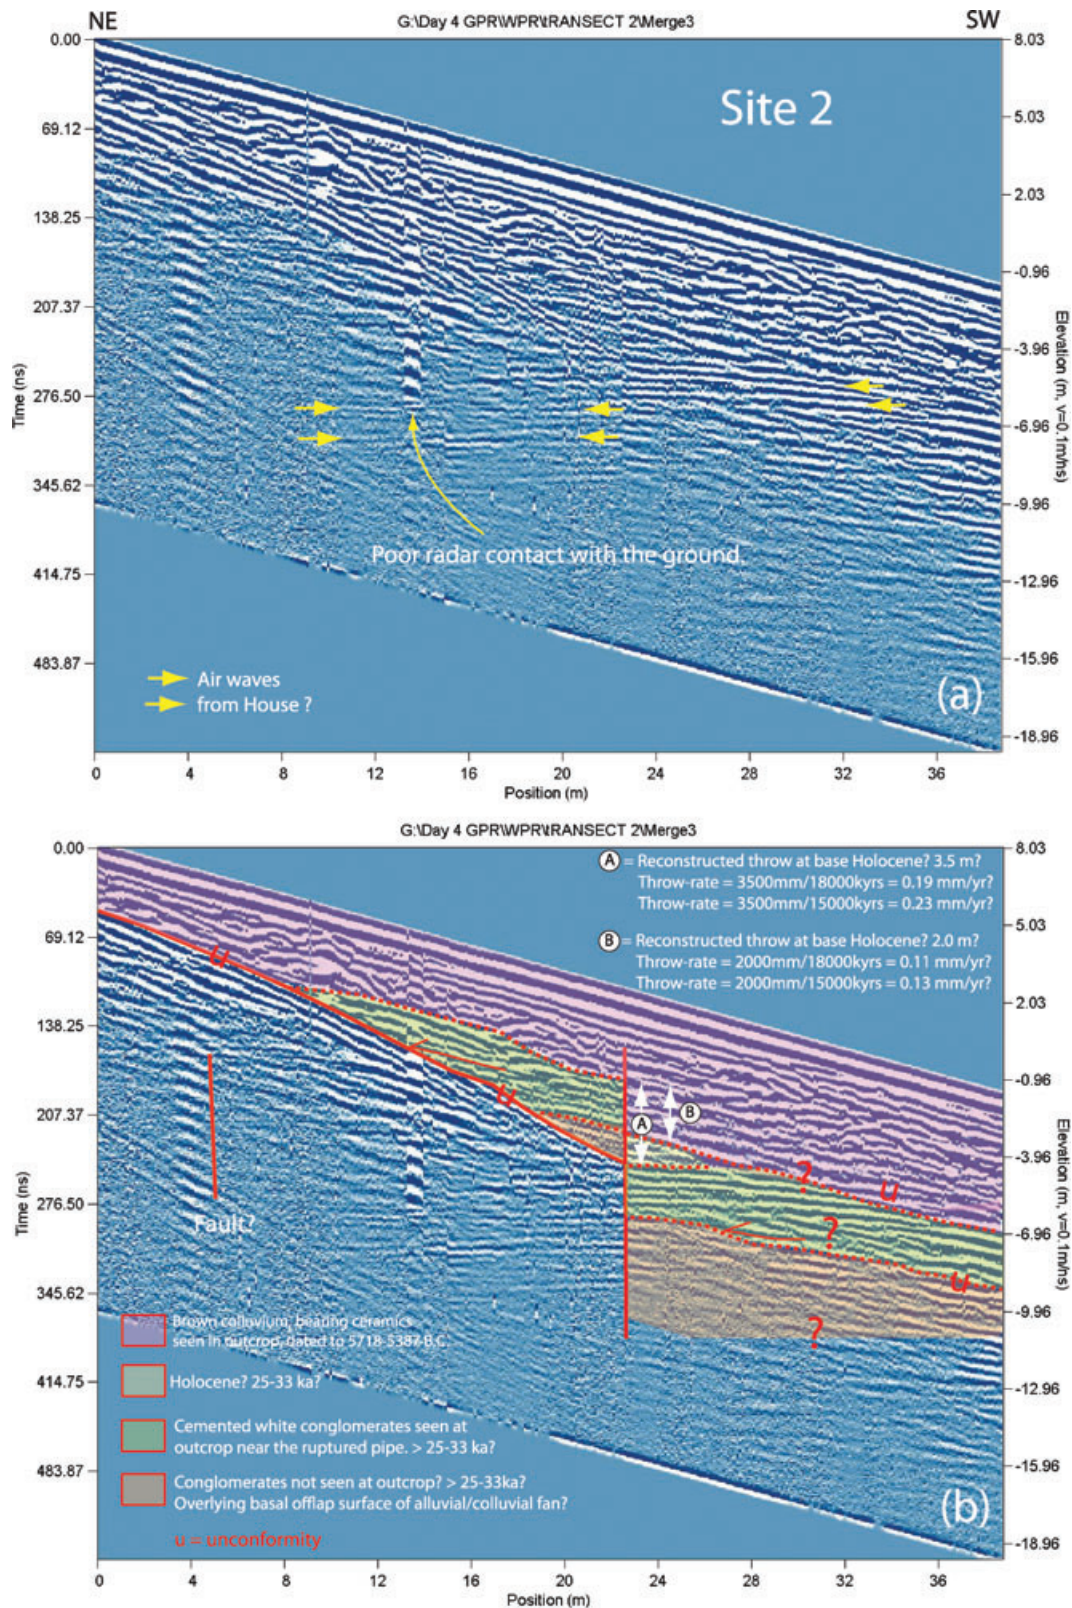 NE
G:\Day 4 GPR\WPR\tRANSECT 2\Merge3
SW
0.00
69.12
138.25
207.37
276.50
345.62
414.75
483.87
Time (ns)
8.03
5.03
2.03
-0.96
-3.96
-6.96
-9.96
-12.96
-15.96
-18.96
Elevation (m, v=0.1m/ns)
Site 2
Poor radar contact with the ground
Air waves
from House ?
(a)
0 4 8 12 16 20 24 28 32 36
Position (m)
G:\Day 4 GPR\WPR\tRANSECT 2\Merge3
0.00
69.12
138.25
207.37
276.50
345.62
414.75
483.87
Time (ns)
8.03
5.03
2.03
-0.96
-3.96
-6.96
-9.96
-12.96
-15.96
-18.96
Elevation (m, v=0.1m/ns)
A = Reconstructed throw at base Holocene? 3.5 m?
Throw-rate = 3500mm/18000kyrs = 0.19 mm/yr?
Throw-rate = 3500mm/15000kyrs = 0.23 mm/yr?
B = Reconstructed throw at base Holocene? 2.0 m?
Throw-rate = 2000mm/18000kyrs = 0.11 mm/yr?
Throw-rate = 2000mm/15000kyrs = 0.13 mm/yr?
u
u
A
B
?
u
?
u
?
Fault?
Brown colluvium, bearing ceramics
seen in outcrop, dated to 5718-5387 B.C.
Holocene? 25-33 ka?
Cemented white conglomerates seen at
outcrop near the ruptured pipe. > 25-33 ka?
Conglomerates not seen at outcrop? > 25-33ka?
Overlying basal offlap surface of alluvial/colluvial fan?
u = unconformity
(b)
0 4 8 12 16 20 24 28 32 36
Position (m)